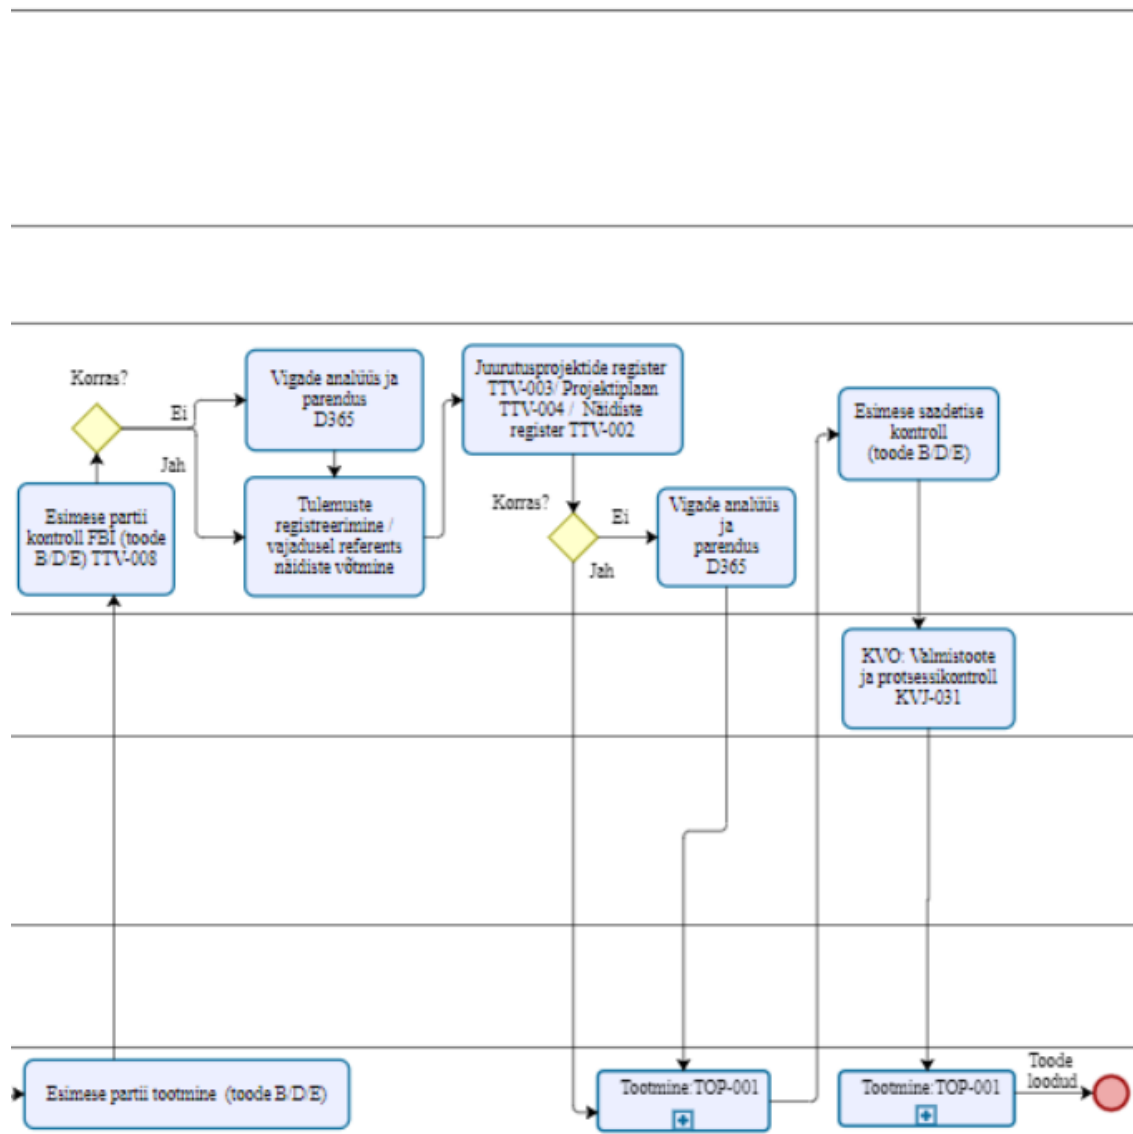 Korras?
Ei
Jah
Esimese partii
kontroll FBI (toode
B/D/E) TTV-008
Vigade analüüs ja
parendus
D365
Tulemuste
registreerimine /
vajadusel referents
näidiste võtmine
Juurutusprojektide register
TTV-003/ Projektiplaan
TTV-004 / Näidiste
register TTV-002
Korras?
Ei
Jah
Vigade analüüs
ja
parendus
D365
Esimese saadetise
kontroll
(toode B/D/E)
KVO: Valmistoote
ja protsessikontroll
KVJ-031
Esimese partii tootmine (toode B/D/E)
Tootmine:TOP-001
Tootmine:TOP-001
Toode
loodud